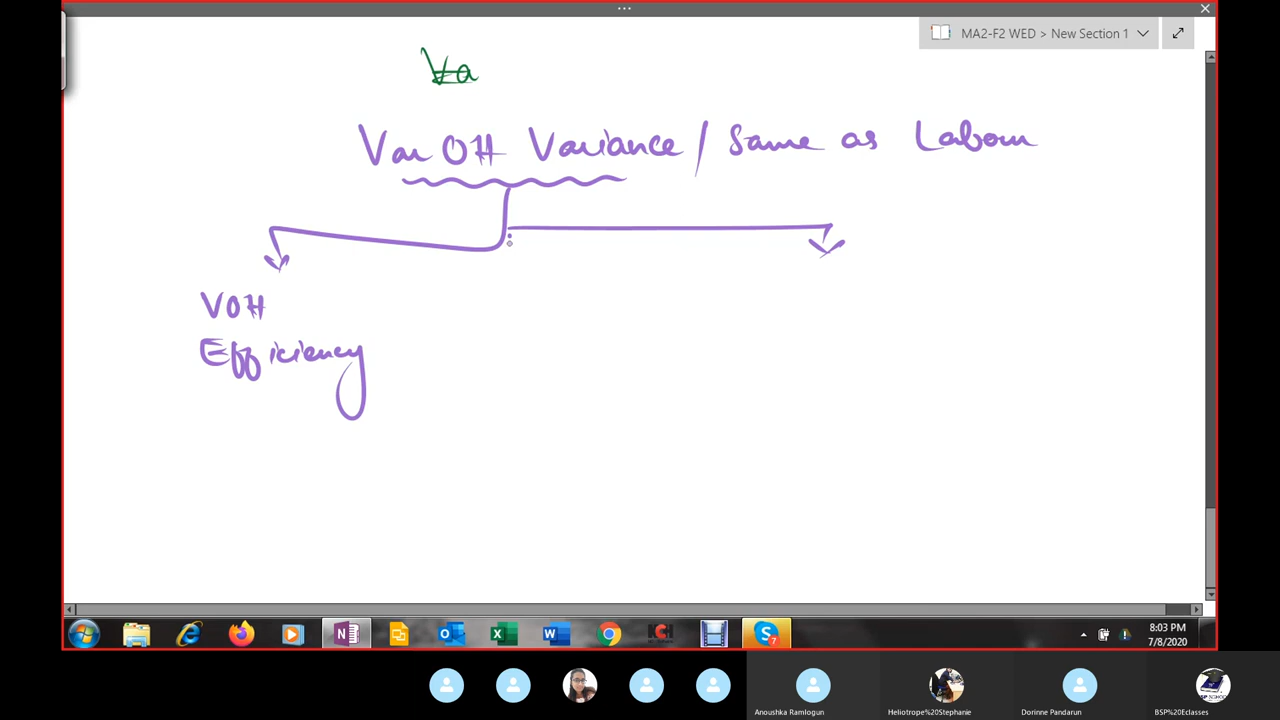 MA2-F2 WED > New Section 1
Va
Var OH Variance / Same as Labour
VOH
Efficiency
8:03 PM
7/8/2020
7
Anoushka Ramlogun
Heliotrope%20Stephanie
Dorinne Pandarun
BSP%20Eclasses